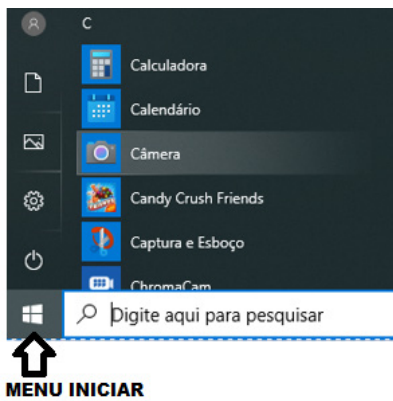 C
Calculadora
Calendário
Câmera
Candy Crush Friends
Captura e Esboço
ChromaCam
Digite aqui para pesquisar
MENU INICIAR